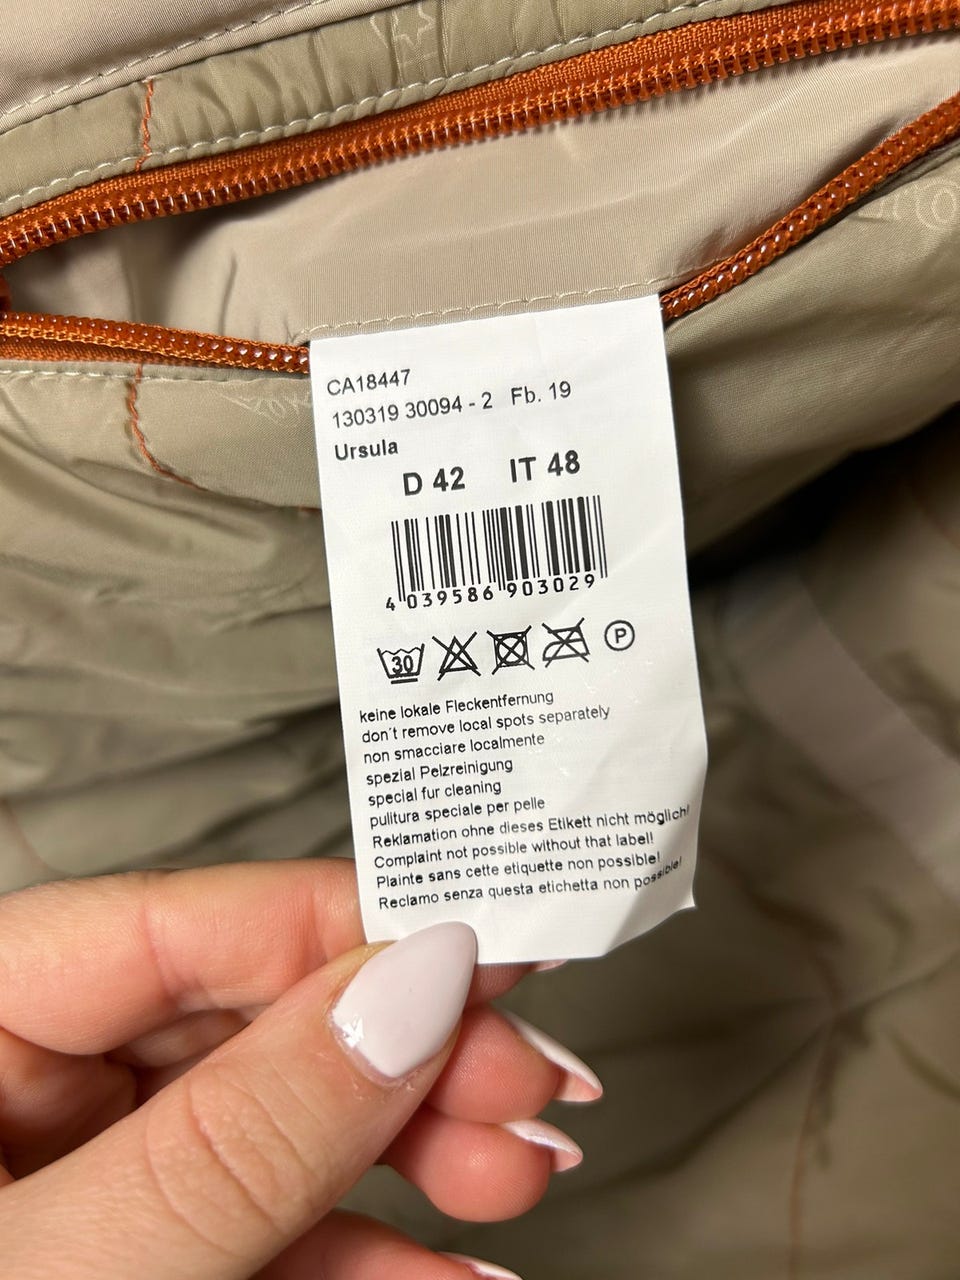 CA18447
130319 30094 - 2 Fb. 19
Ursula
D 42 IT 48
4 039586 903029
30 P
keine lokale Fleckentfernung
don´t remove local spots separately
non smacciare localmente
spezial Pelzreinigung
special fur cleaning
pulitura speciale per pelle
Reklamation ohne dieses Etikett nicht möglich!
Complaint not possible without that label!
Plainte sans cette etiquette non possible!
Reclamo senza questa etichetta non possible!